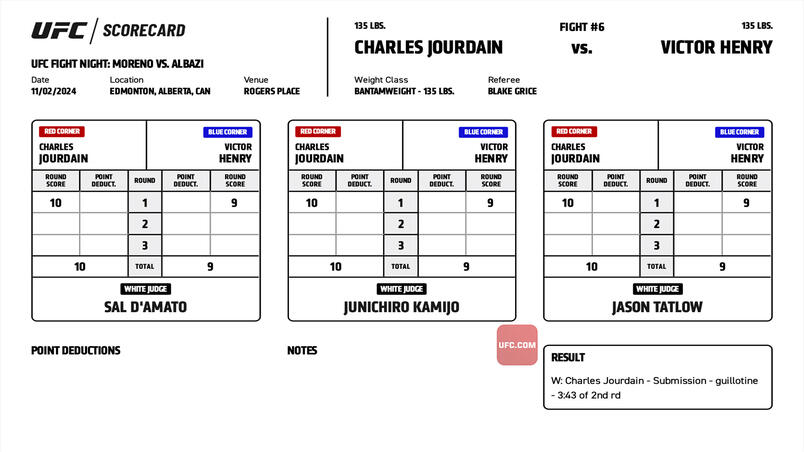 UFC / SCORECARD
UFC FIGHT NIGHT: MORENO VS. ALBAZI
Date Location Venue
11/02/2024 EDMONTON, ALBERTA, CAN ROGERS PLACE
135 LBS. FIGHT #6 135 LBS.
CHARLES JOURDAIN vs. VICTOR HENRY
Weight Class Referee
BANTAMWEIGHT - 135 LBS. BLAKE GRICE
RED CORNER BLUE CORNER
CHARLES VICTOR
JOURDAIN HENRY
ROUND SCORE POINT DEDUCT. ROUND POINT DEDUCT. ROUND SCORE
10 1 9
2
3
10 TOTAL 9
WHITE JUDGE
SAL D'AMATO
RED CORNER BLUE CORNER
CHARLES VICTOR
JOURDAIN HENRY
ROUND SCORE POINT DEDUCT. ROUND POINT DEDUCT. ROUND SCORE
10 1 9
2
3
10 TOTAL 9
WHITE JUDGE
JUNICHIRO KAMIJO
RED CORNER BLUE CORNER
CHARLES VICTOR
JOURDAIN HENRY
ROUND SCORE POINT DEDUCT. ROUND POINT DEDUCT. ROUND SCORE
10 1 9
2
3
10 TOTAL 9
WHITE JUDGE
JASON TATLOW
POINT DEDUCTIONS
NOTES
UFC.COM
RESULT
W: Charles Jourdain - Submission - guillotine
- 3:43 of 2nd rd